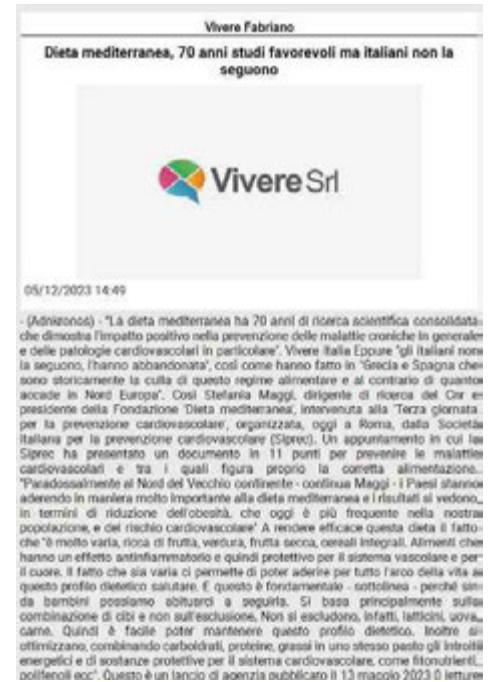 Vivere Fabriano
Dieta mediterranea, 70 anni studi favorevoli ma italiani non la
seguono
Vivere Srl
05/12/2023 14:49
- (Adnkronos) - "La dieta mediterranea ha 70 anni di ricerca scientifica consolidata
che dimostra l'impatto positivo nella prevenzione delle malattie croniche in generale
e delle patologie cardiovascolari in particolare". Vivere Italia Eppure "gli italiani non
la seguono, l'hanno abbandonata", così come hanno fatto in "Grecia e Spagna che
sono storicamente la culla di questo regime alimentare e al contrario di quanto
accade in Nord Europa". Così Stefania Maggi, dirigente di ricerca del Cnr e
presidente della Fondazione 'Dieta mediterranea', intervenuta alla 'Terza giornata
per la prevenzione cardiovascolare', organizzata, oggi a Roma, dalla Società
italiana per la prevenzione cardiovascolare (Siprec). Un appuntamento in cui la
Siprec ha presentato un documento in 11 punti per prevenire le malattie
cardiovascolari e tra i quali figura proprio la corretta alimentazione.
"Paradossalmente al Nord del Vecchio continente - continua Maggi - i Paesi stanno
aderendo in maniera molto importante alla dieta mediterranea e i risultati si vedono,
in termini di riduzione dell'obesità, che oggi è più frequente nella nostra
popolazione, e del rischio cardiovascolare" A rendere efficace questa dieta il fatto
che "è molto varia, ricca di frutta, verdura, frutta secca, cereali integrali. Alimenti che
hanno un effetto antinfiammatorio e quindi protettivo per il sistema vascolare e per
il cuore. Il fatto che sia varia ci permette di poter aderire per tutto l'arco della vita a
questo profilo dietetico salutare. E questo è fondamentale - sottolinea - perché sin
da bambini possiamo abituarci a seguirla. Si basa principalmente sulla
combinazione di cibi e non sull'esclusione, Non si escludono, infatti, latticini, uova,
carne. Quindi è facile poter mantenere questo profilo dietetico. Inoltre si
ottimizzano, combinando carboidrati, proteine, grassi in uno stesso pasto gli introiti
energetici e di sostanze protettive per il sistema cardiovascolare, come fitonutrienti,
polifenoli ecc". Questo è un lancio di agenzia pubblicato il 13 maggio 2023 0 letture